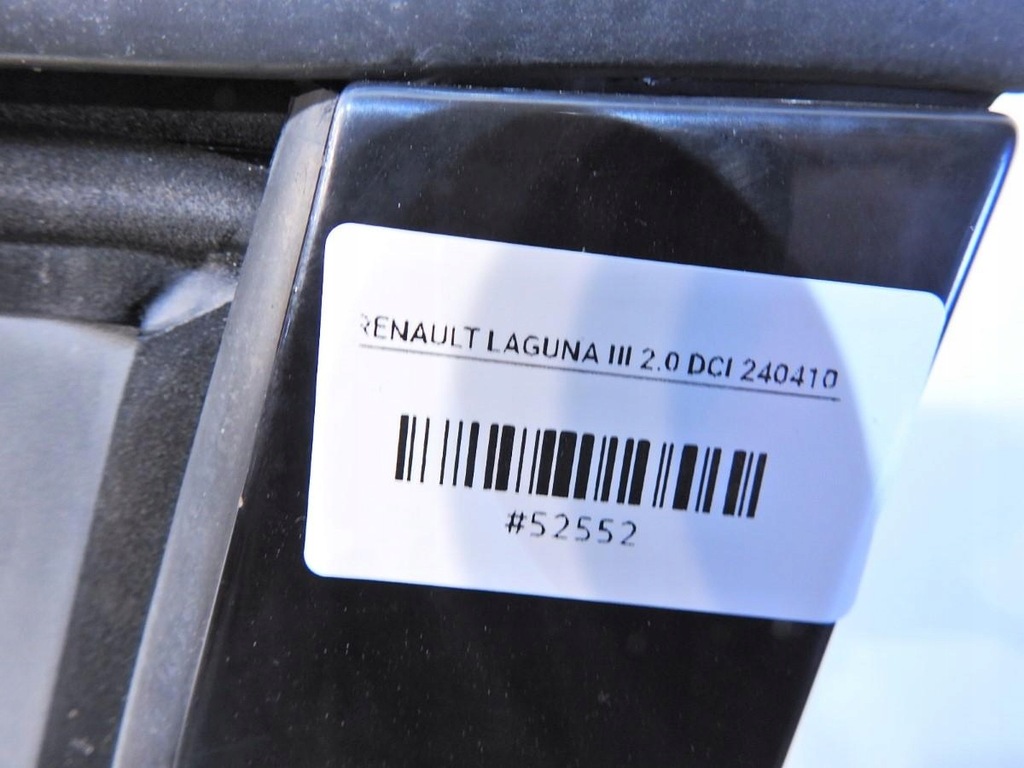 RENAULT LAGUNA III 2.0 DCI 240410
#52552